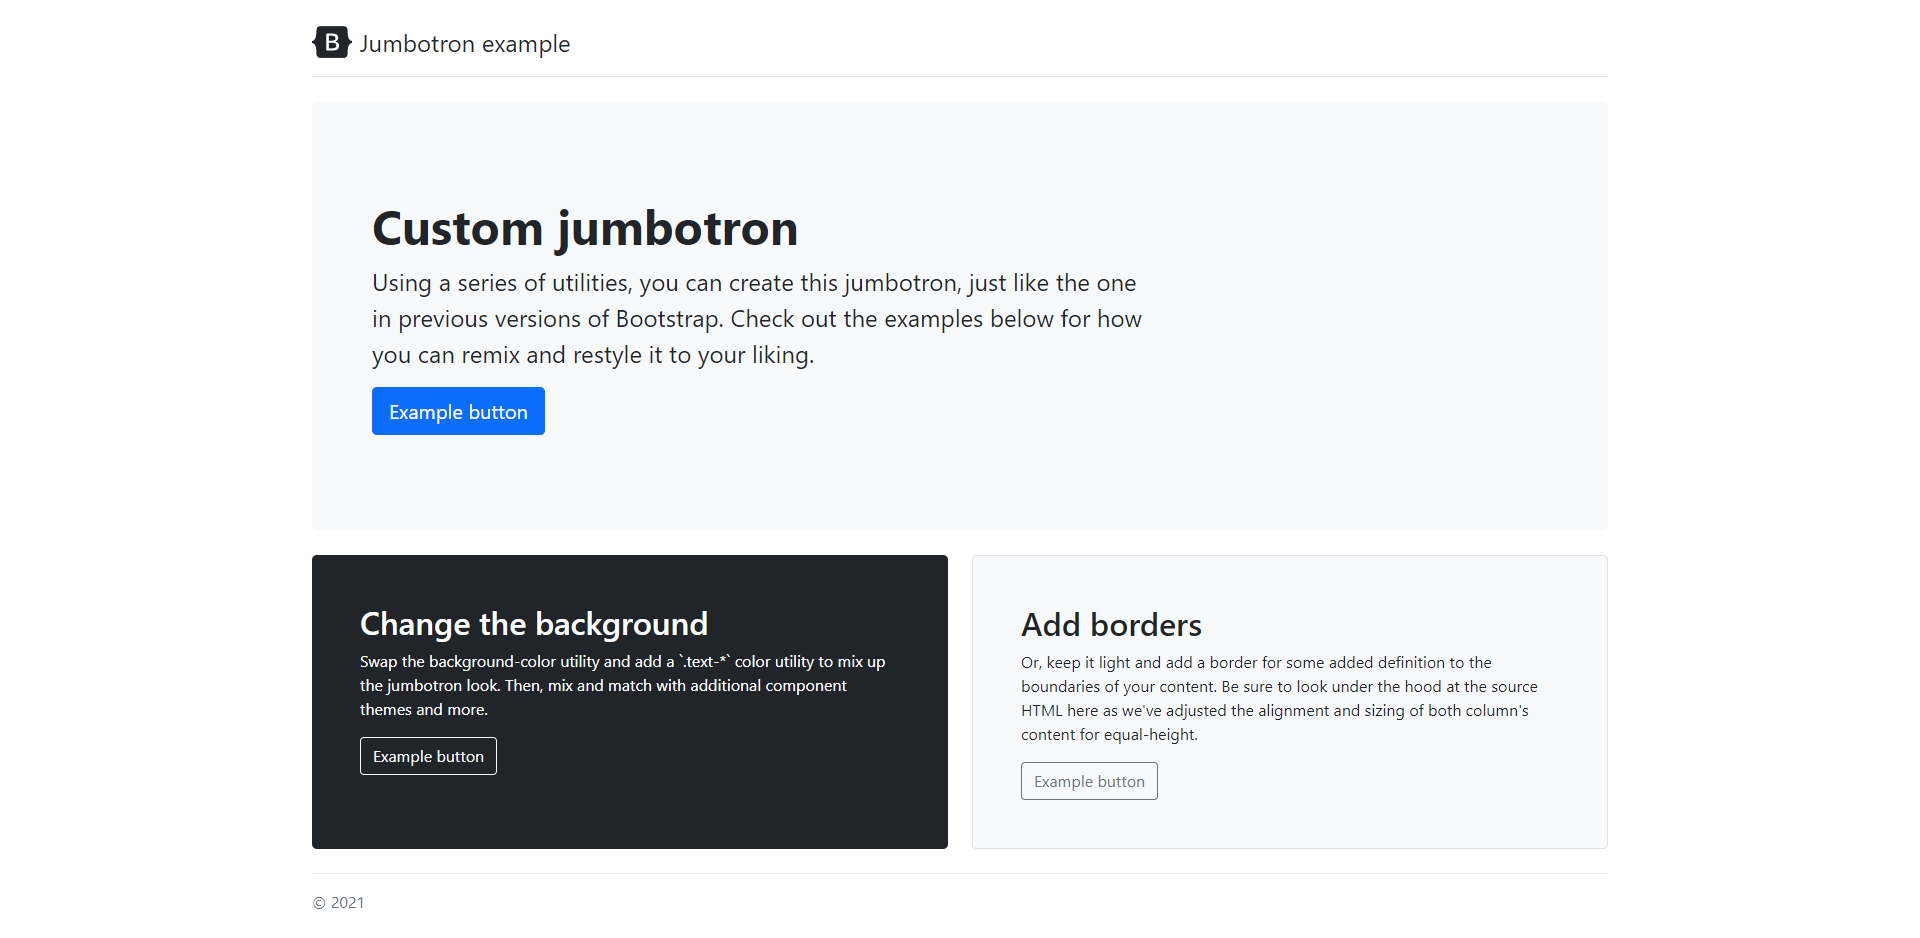 B Jumbotron example
Custom jumbotron
Using a series of utilities, you can create this jumbotron, just like the one
in previous versions of Bootstrap. Check out the examples below for how
you can remix and restyle it to your liking.
Example button
Change the background
Swap the background-color utility and add a `.text-*` color utility to mix up
the jumbotron look. Then, mix and match with additional component
themes and more.
Example button
Add borders
Or, keep it light and add a border for some added definition to the
boundaries of your content. Be sure to look under the hood at the source
HTML here as we've adjusted the alignment and sizing of both column's
content for equal-height.
Example button
© 2021